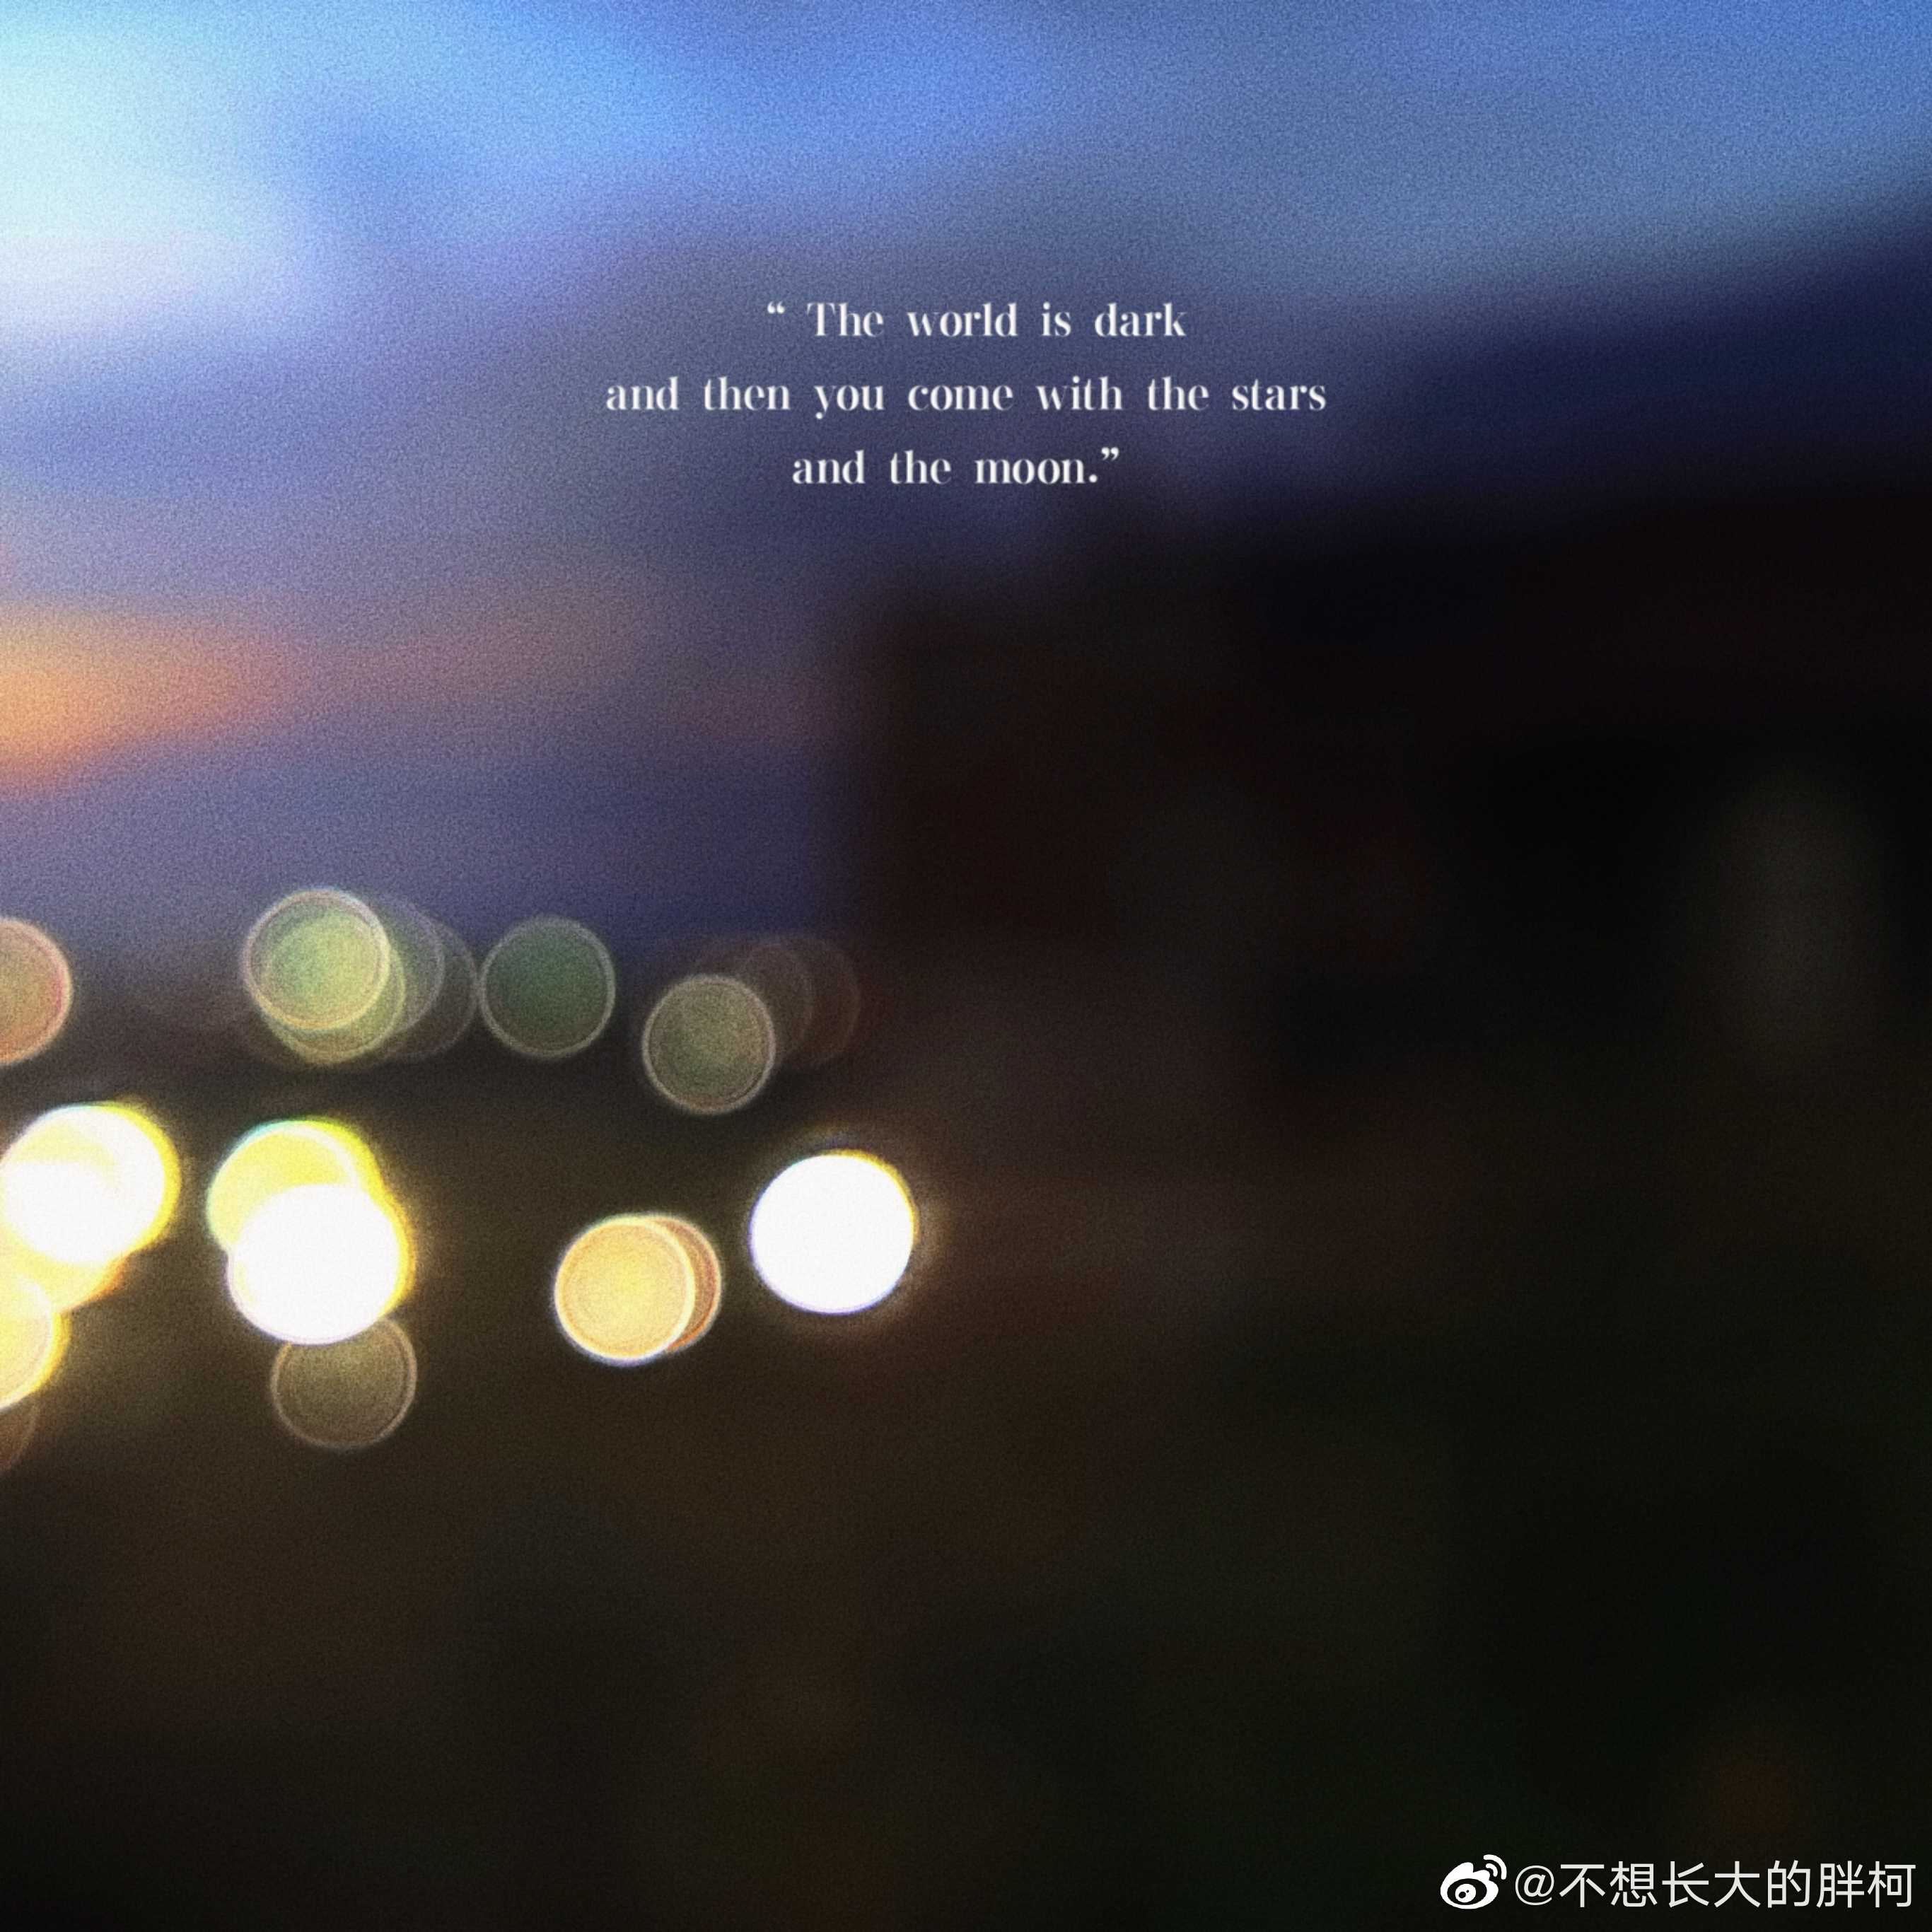 “ The world is dark
and then you come with the stars
and the moon.”
@不想长大的胖柯